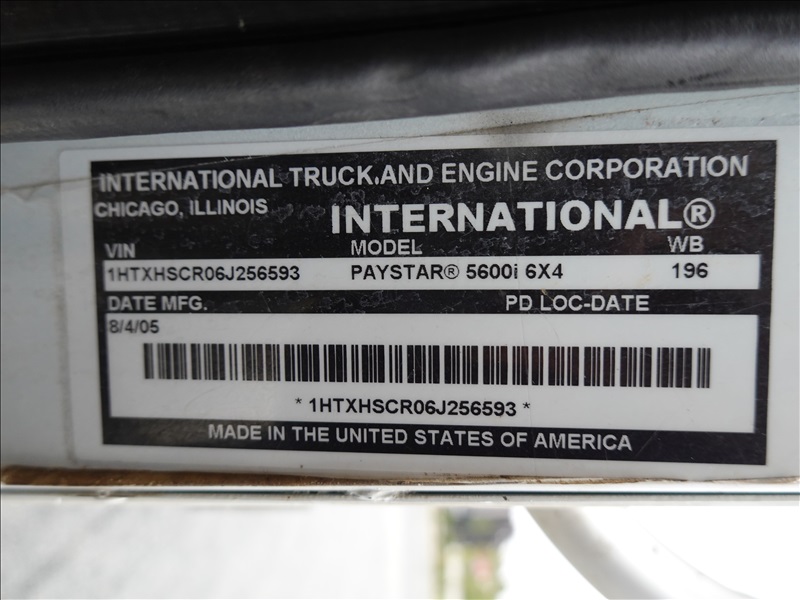 INTERNATIONAL TRUCK AND ENGINE CORPORATION
CHICAGO, ILLINOIS
INTERNATIONAL®
VIN MODEL WB
1HTXHSCR06J256593 PAYSTAR® 5600i 6X4 196
DATE MFG. PD LOC-DATE
8/4/05
* 1HTXHSCR06J256593 *
MADE IN THE UNITED STATES OF AMERICA